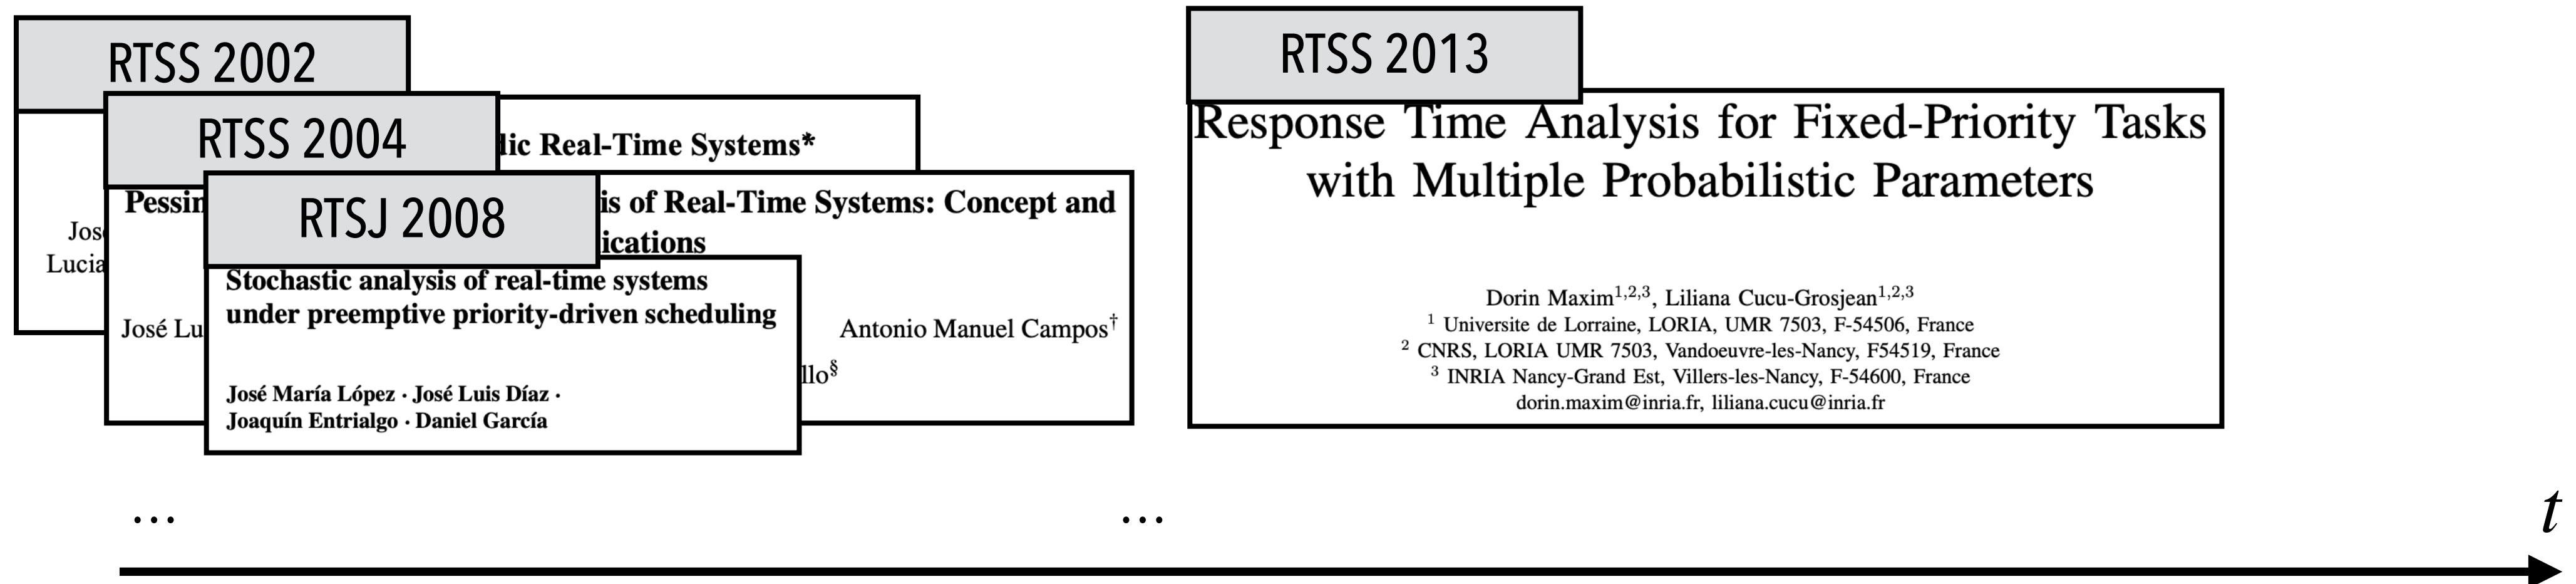 RTSS 2002
dic Real-Time Systems*
José
Lucia
RTSS 2004
is of Real-Time Systems: Concept and
ications
José Lu
Antonio Manuel Campos†
llo§
RTSJ 2008
Stochastic analysis of real-time systems
under preemptive priority-driven scheduling
José María López · José Luis Díaz ·
Joaquín Entrialgo · Daniel García
RTSS 2013
Response Time Analysis for Fixed-Priority Tasks
with Multiple Probabilistic Parameters
Dorin Maxim1,2,3, Liliana Cucu-Grosjean1,2,3
1 Universite de Lorraine, LORIA, UMR 7503, F-54506, France
2 CNRS, LORIA UMR 7503, Vandoeuvre-les-Nancy, F54519, France
3 INRIA Nancy-Grand Est, Villers-les-Nancy, F-54600, France
dorin.maxim@inria.fr, liliana.cucu@inria.fr
... ... t